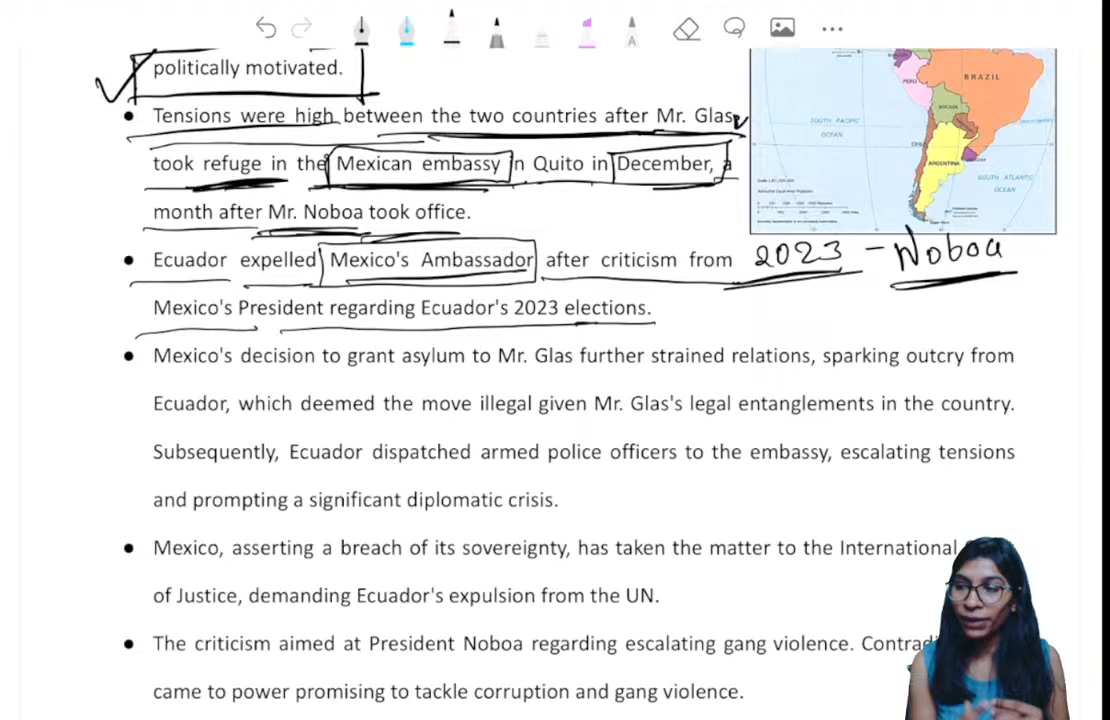 politically motivated.
Tensions were high between the two countries after Mr. Glas
took refuge in the Mexican embassy in Quito in December, a
month after Mr. Noboa took office.
Ecuador expelled Mexico's Ambassador after criticism from
2023 - Noboa
Mexico's President regarding Ecuador's 2023 elections.
Mexico's decision to grant asylum to Mr. Glas further strained relations, sparking outcry from
Ecuador, which deemed the move illegal given Mr. Glas's legal entanglements in the country.
Subsequently, Ecuador dispatched armed police officers to the embassy, escalating tensions
and prompting a significant diplomatic crisis.
Mexico, asserting a breach of its sovereignty, has taken the matter to the International
of Justice, demanding Ecuador's expulsion from the UN.
The criticism aimed at President Noboa regarding escalating gang violence.
came to power promising to tackle corruption and gang violence.
BRAZIL
PERU
BOLIVIA
SOUTH PACIFIC
OCEAN
ARGENTINA
SOUTH ATLANTIC
OCEAN